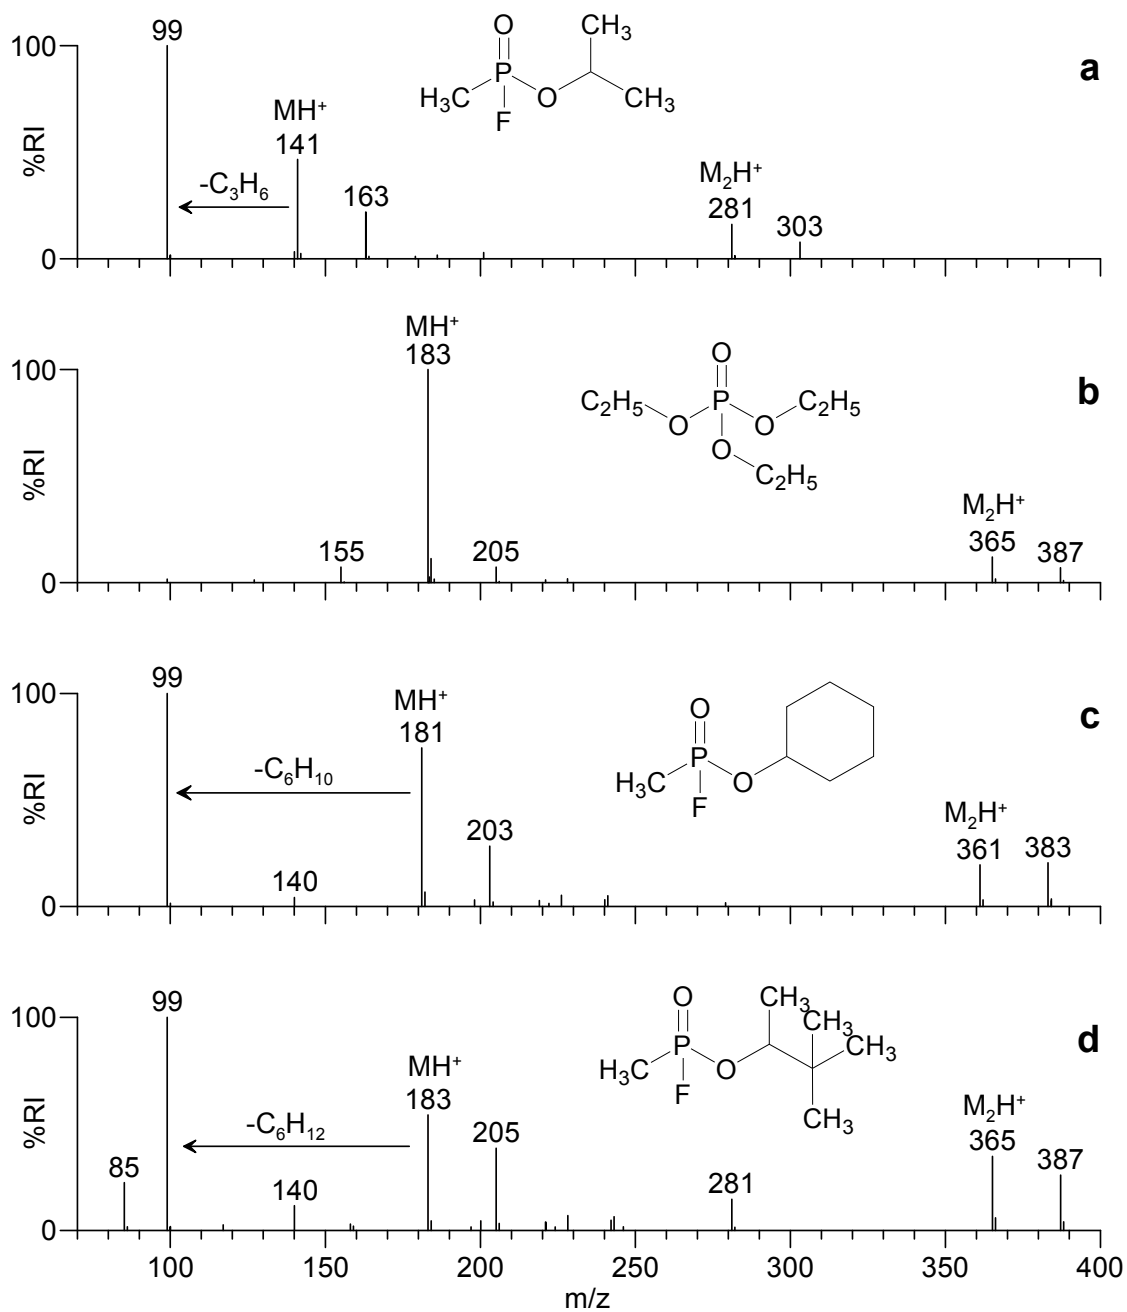 a
100
%RI
0
99
MH⁺
141
-C₃H₆
163
M₂H⁺
281
303
O
CH₃
P
H₃C
O
CH₃
F
b
100
%RI
0
MH⁺
183
155
205
M₂H⁺
365
387
O
C₂H₅
P
C₂H₅
O
O
O
C₂H₅
c
100
%RI
0
99
MH⁺
181
-C₆H₁₀
140
203
M₂H⁺
361
383
O
P
H₃C
O
F
d
100
%RI
0
99
MH⁺
183
-C₆H₁₂
85
140
205
281
M₂H⁺
365
387
O
CH₃
CH₃
P
CH₃
H₃C
O
F
CH₃
100 150 200 250 300 350 400
m/z